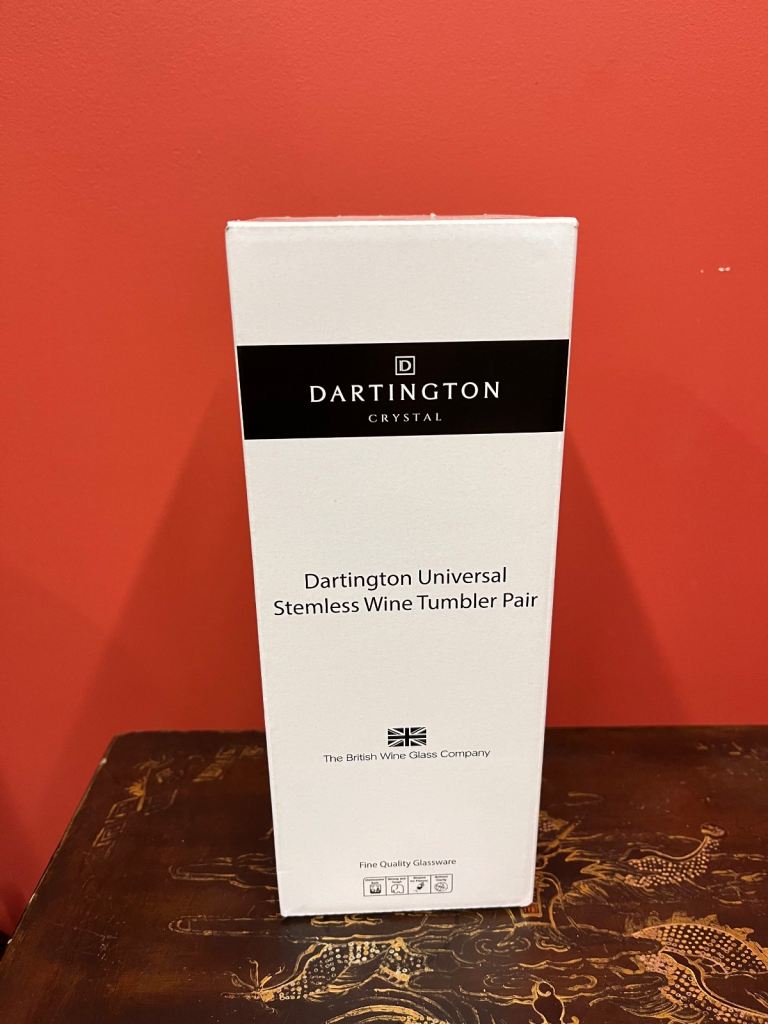 D
DARTINGTON
CRYSTAL
Dartington Universal
Stemless Wine Tumbler Pair
The British Wine Glass Company
Fine Quality Glassware